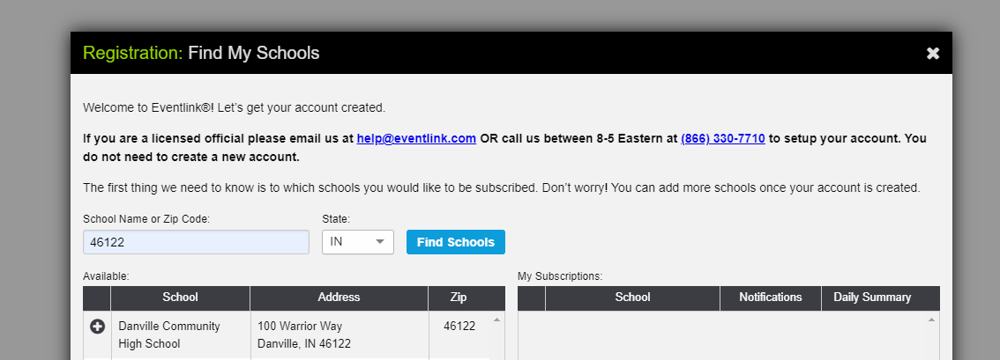 Registration: Find My Schools
Welcome to Eventlink®! Let's get your account created.
If you are a licensed official please email us at help@eventlink.com OR call us between 8-5 Eastern at (866) 330-7710 to setup your account. You
do not need to create a new account.
The first thing we need to know is to which schools you would like to be subscribed. Don't worry! You can add more schools once your account is created.
School Name or Zip Code: State:
46122 IN Find Schools
Available: My Subscriptions:
School Address Zip School Notifications Daily Summary
Danville Community 100 Warrior Way 46122
High School Danville, IN 46122